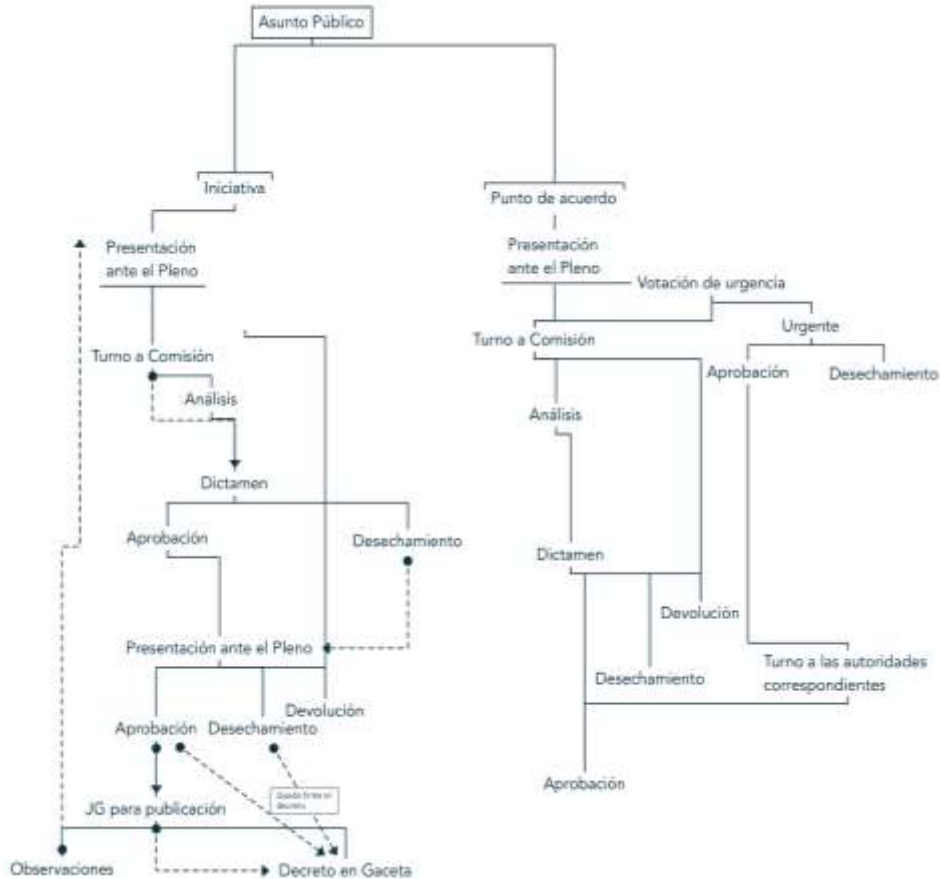 Asunto Público
Iniciativa
Presentación
ante el Pleno
Turno a Comisión
Análisis
Dictamen
Aprobación
Desechamiento
Presentación ante el Pleno
Devolución
Aprobación
Desechamiento
JG para publicación
Observaciones
Decreto en Gaceta
Punto de acuerdo
Presentación
ante el Pleno
Votación de urgencia
Urgente
Turno a Comisión
Aprobación
Desechamiento
Análisis
Dictamen
Devolución
Desechamiento
Turno a las autoridades
correspondientes
Aprobación